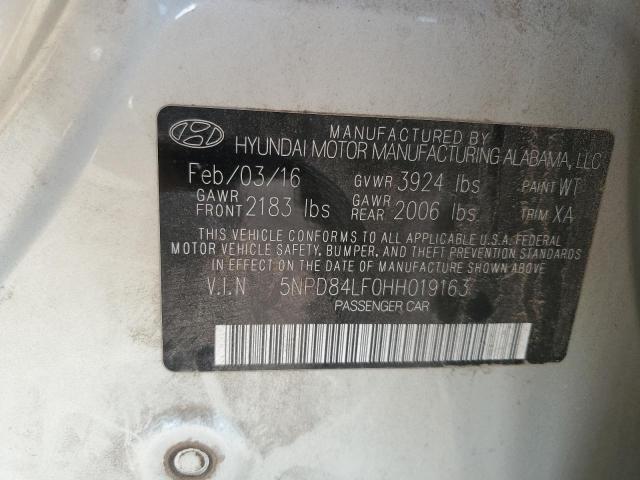 MANUFACTURED BY
HYUNDAI MOTOR MANUFACTURING ALABAMA, LLC
Feb/03/16 GVWR 3924 lbs PAINT WT
GAWR FRONT 2183 lbs GAWR REAR 2006 lbs TRIM XA
THIS VEHICLE CONFORMS TO ALL APPLICABLE U.S.A. FEDERAL
MOTOR VEHICLE SAFETY, BUMPER, AND THEFT PREVENTION
STANDARDS IN EFFECT ON THE DATE OF MANUFACTURE SHOWN ABOVE.
V.I.N 5NPD84LF0HH019163
PASSENGER CAR